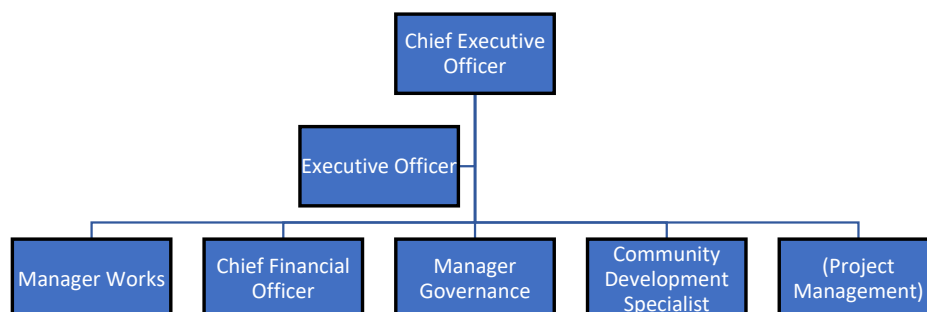 Chief Executive
Officer
Executive Officer
Manager Works
Chief Financial
Officer
Manager
Governance
Community
Development
Specialist
(Project
Management)